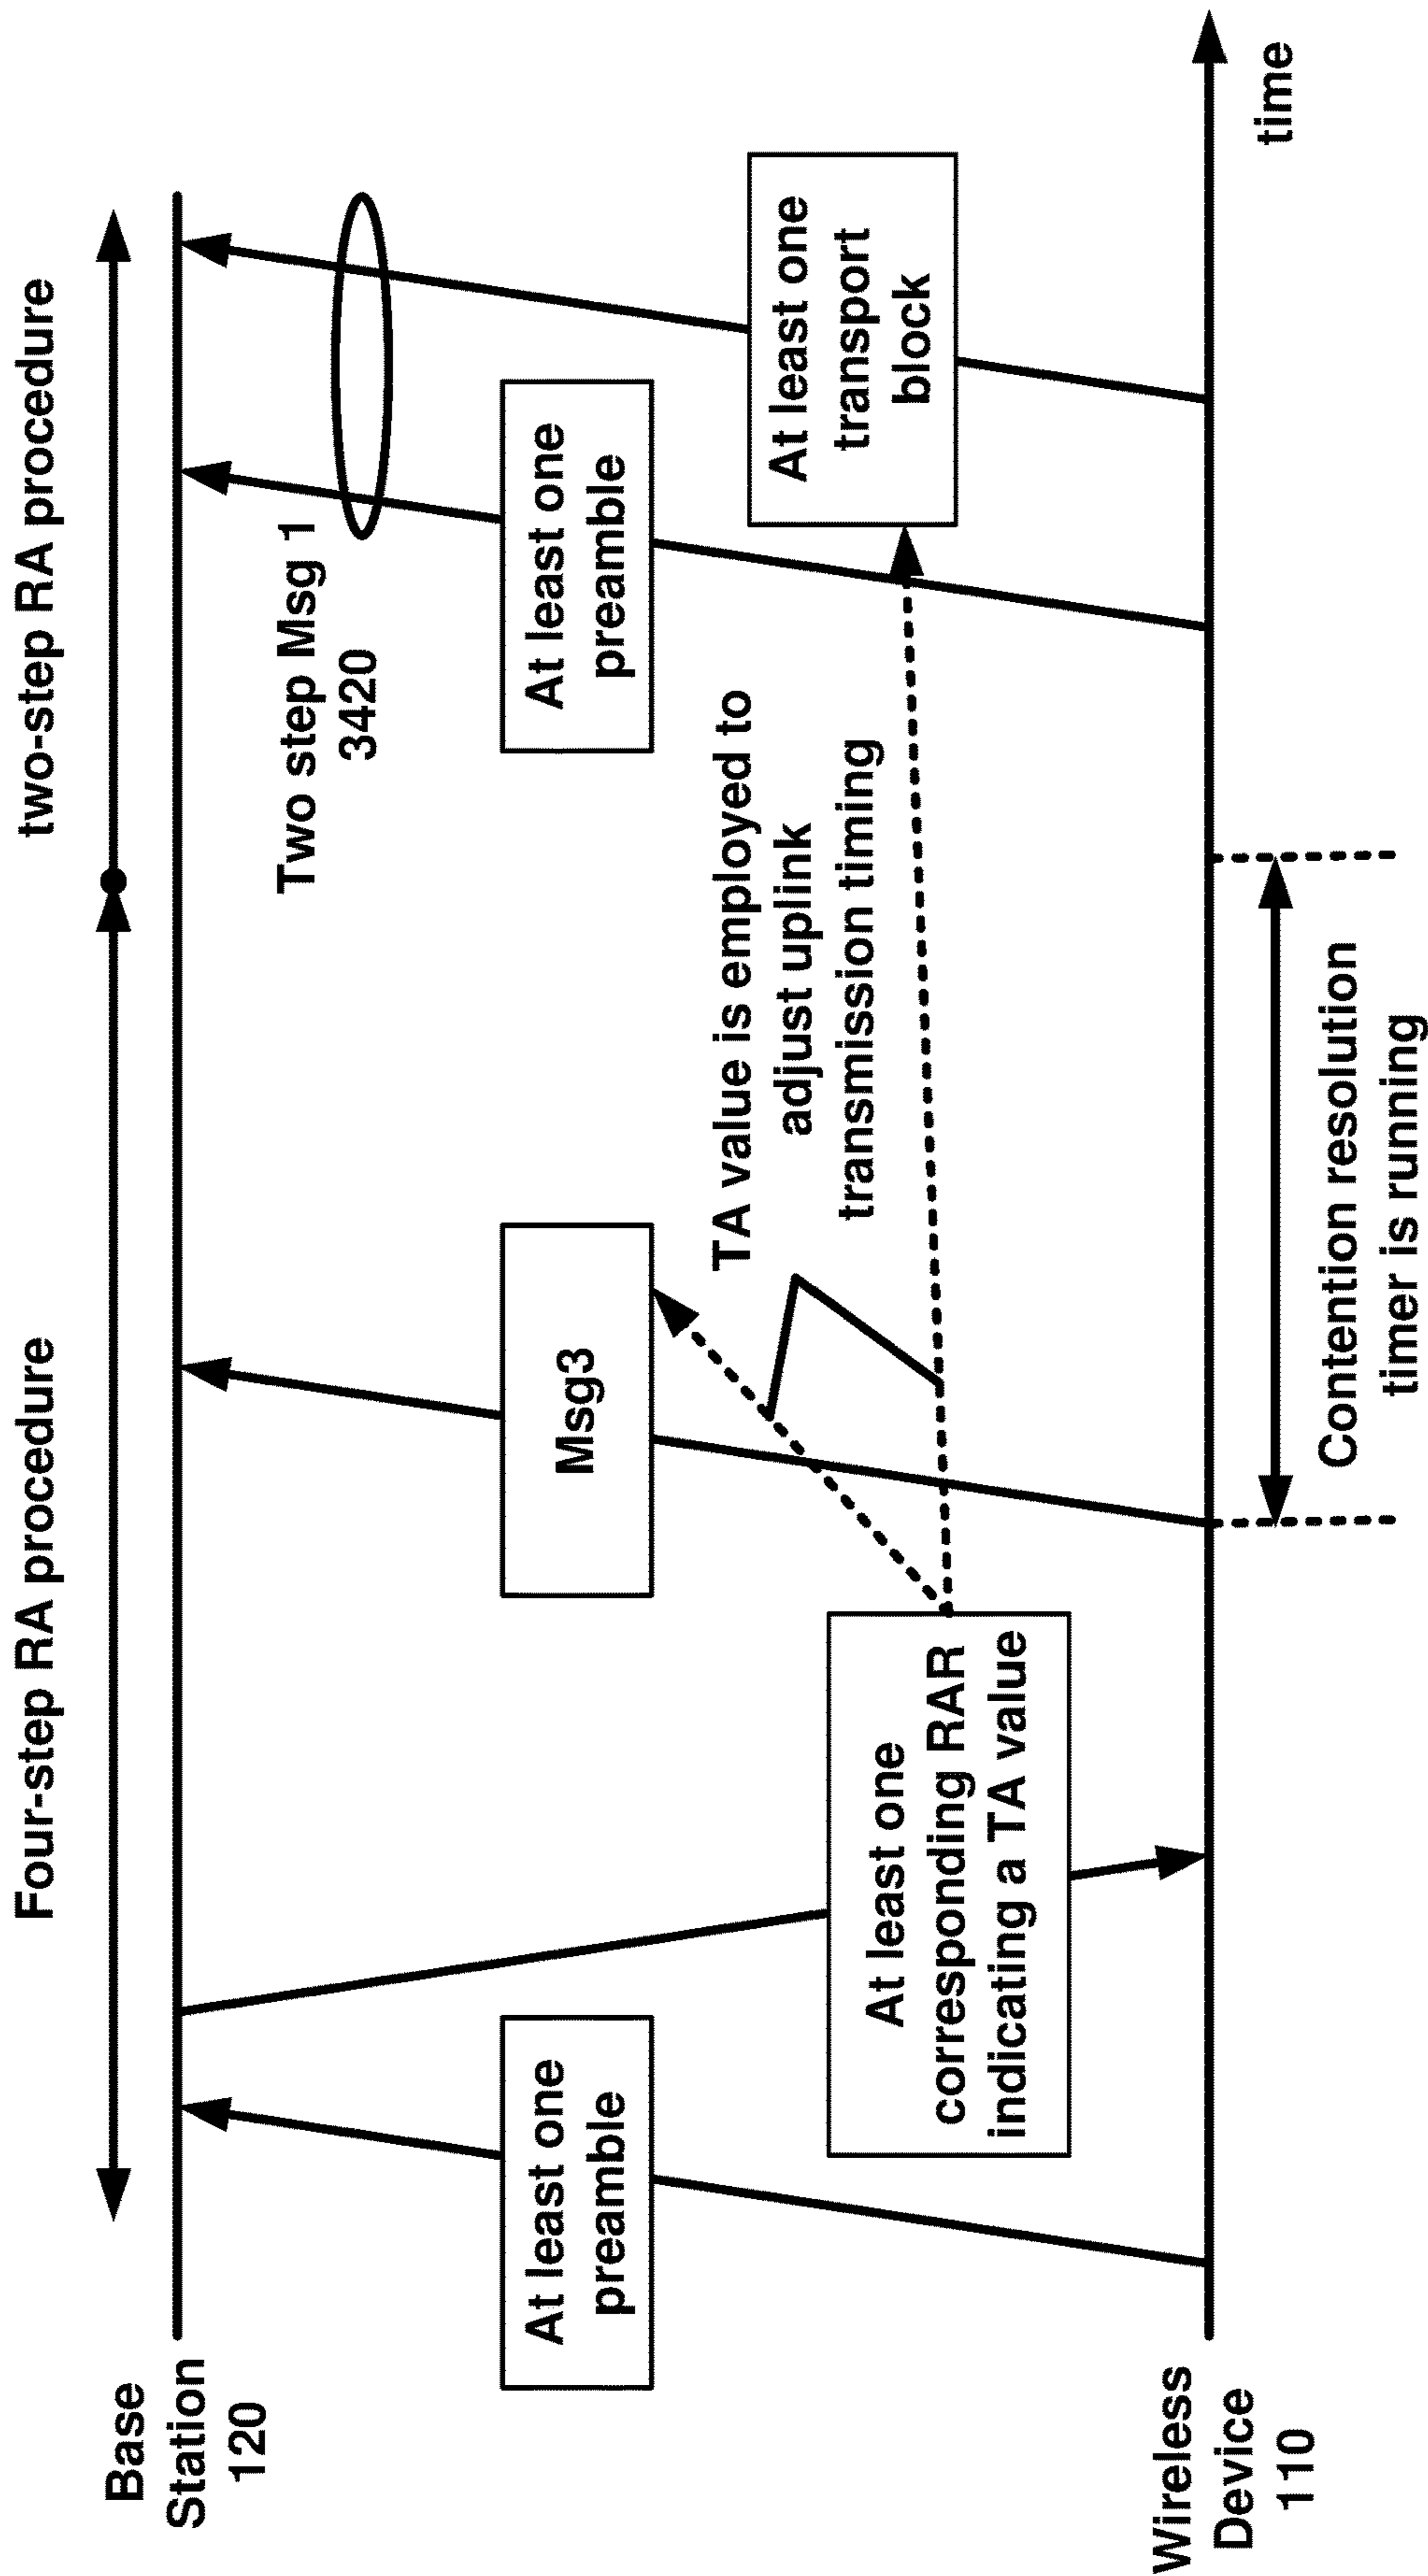 Four-step RA procedure
two-step RA procedure
Base
Station
120
Two step Msg 1
3420
At least one
preamble
Msg3
At least one
preamble
TA value is employed to
adjust uplink
transmission timing
At least one
corresponding RAR
indicating a TA value
At least one
transport
block
Wireless
Device
110
time
Contention resolution
timer is running